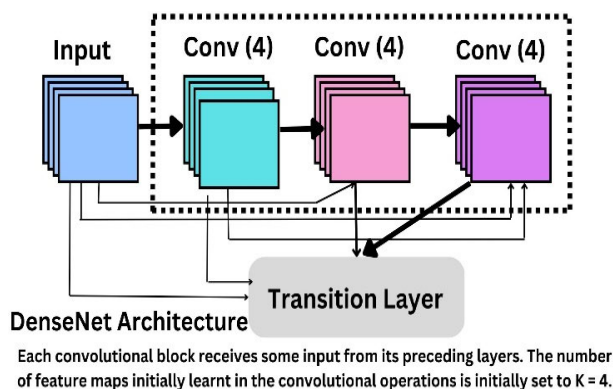 Input
Conv (4)
Conv (4)
Conv (4)
Transition Layer
DenseNet Architecture
Each convolutional block receives some input from its preceding layers. The number
of feature maps initially learnt in the convolutional operations is initially set to K = 4.